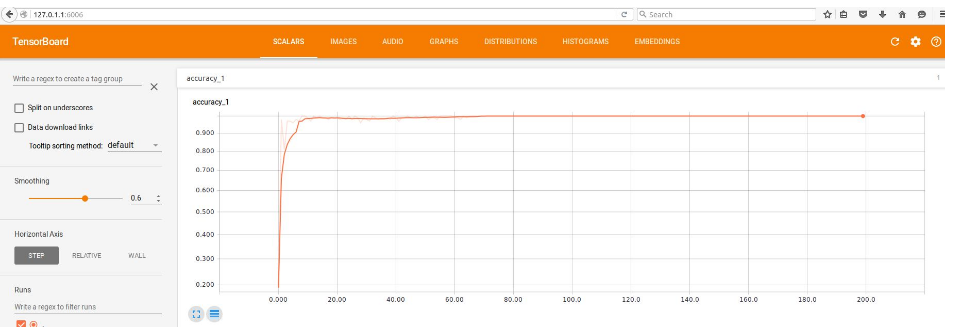 127.0.1.1:6006
Search
TensorBoard SCALARS IMAGES AUDIO GRAPHS DISTRIBUTIONS HISTOGRAMS EMBEDDINGS
Write a regex to create a tag group
Split on underscores
Data download links
Tooltip sorting method: default
Smoothing
0.6
Horizontal Axis
STEP RELATIVE WALL
Runs
Write a regex to filter runs
accuracy_1 1
accuracy_1
0.900
0.800
0.700
0.600
0.500
0.400
0.300
0.200
0.000 20.00 40.00 60.00 80.00 100.0 120.0 140.0 160.0 180.0 200.0